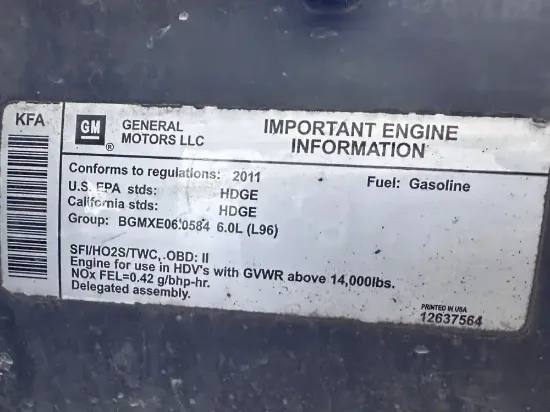 KFA
GM
®
GENERAL
MOTORS LLC
IMPORTANT ENGINE
INFORMATION
Conforms to regulations: 2011
Fuel: Gasoline
U.S. EPA stds: HDGE
California stds: HDGE
Group: BGMXE06.0584 6.0L (L96)
SFI/HO2S/TWC, OBD: II
Engine for use in HDV's with GVWR above 14,000lbs.
NOx FEL=0.42 g/bhp-hr.
Delegated assembly.
PRINTED IN USA
12637564